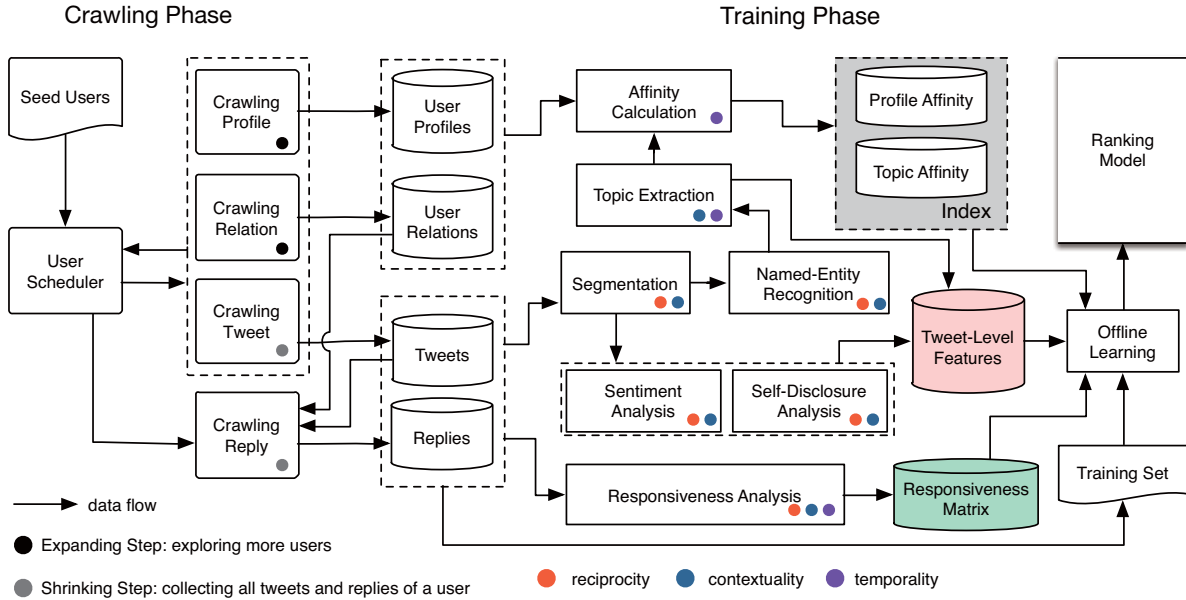 Crawling Phase
Training Phase
Seed Users
User
Scheduler
Crawling
Profile
Crawling
Relation
Crawling
Tweet
Crawling
Reply
User
Profiles
User
Relations
Tweets
Replies
Affinity
Calculation
Topic Extraction
Segmentation
Named-Entity
Recognition
Sentiment
Analysis
Self-Disclosure
Analysis
Responsiveness Analysis
Profile Affinity
Topic Affinity
Index
Tweet-Level
Features
Responsiveness
Matrix
Ranking
Model
Offline
Learning
Training Set
data flow
Expanding Step: exploring more users
Shrinking Step: collecting all tweets and replies of a user
reciprocity
contextuality
temporality